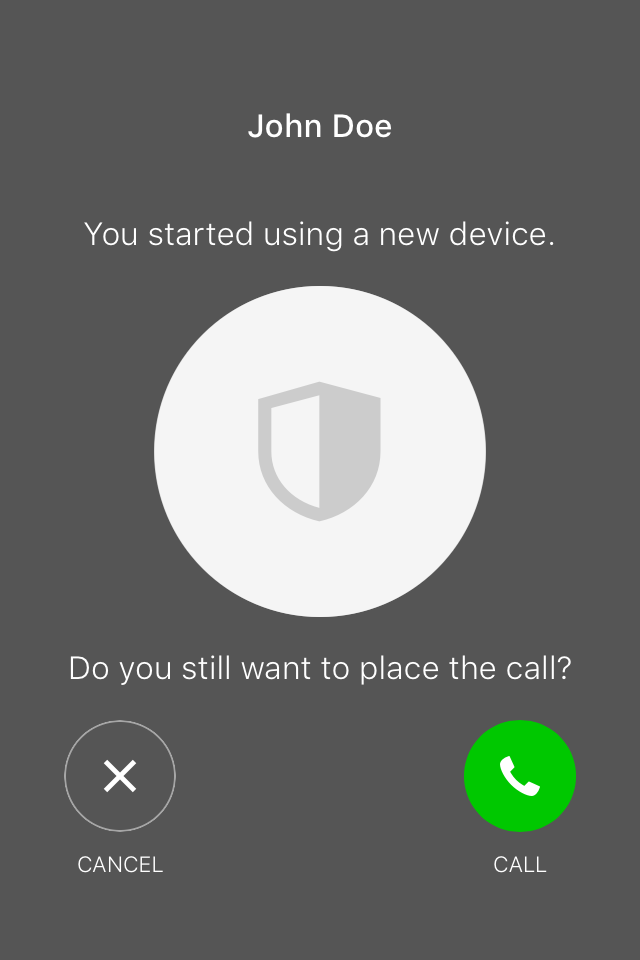 John Doe
You started using a new device.
Do you still want to place the call?
CANCEL
CALL